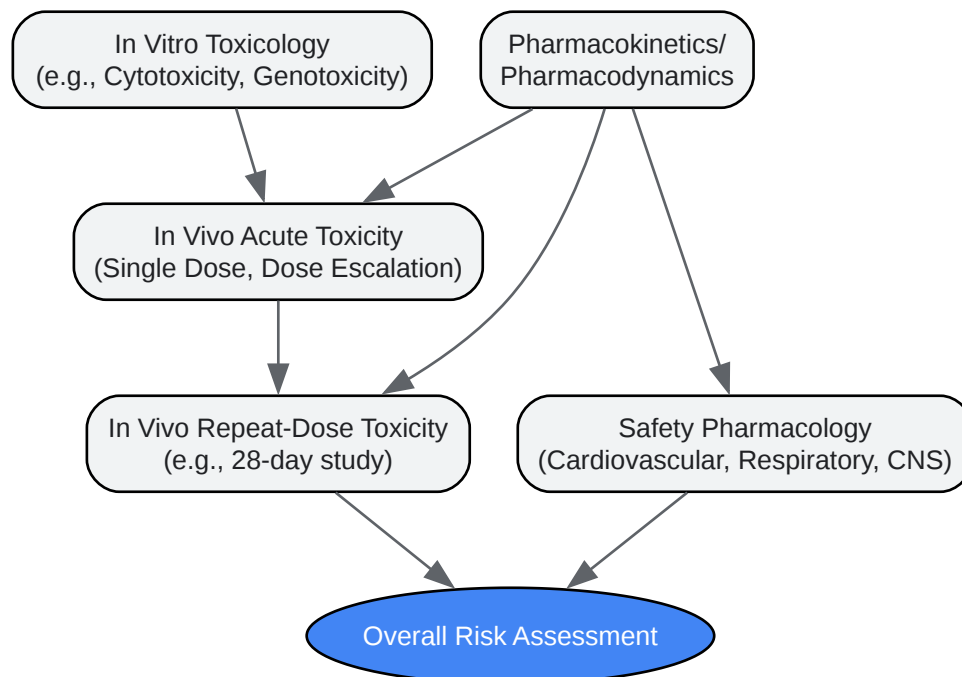 In Vitro Toxicology
(e.g., Cytotoxicity, Genotoxicity)
Pharmacokinetics/
Pharmacodynamics
In Vivo Acute Toxicity
(Single Dose, Dose Escalation)
In Vivo Repeat-Dose Toxicity
(e.g., 28-day study)
Safety Pharmacology
(Cardiovascular, Respiratory, CNS)
Overall Risk Assessment